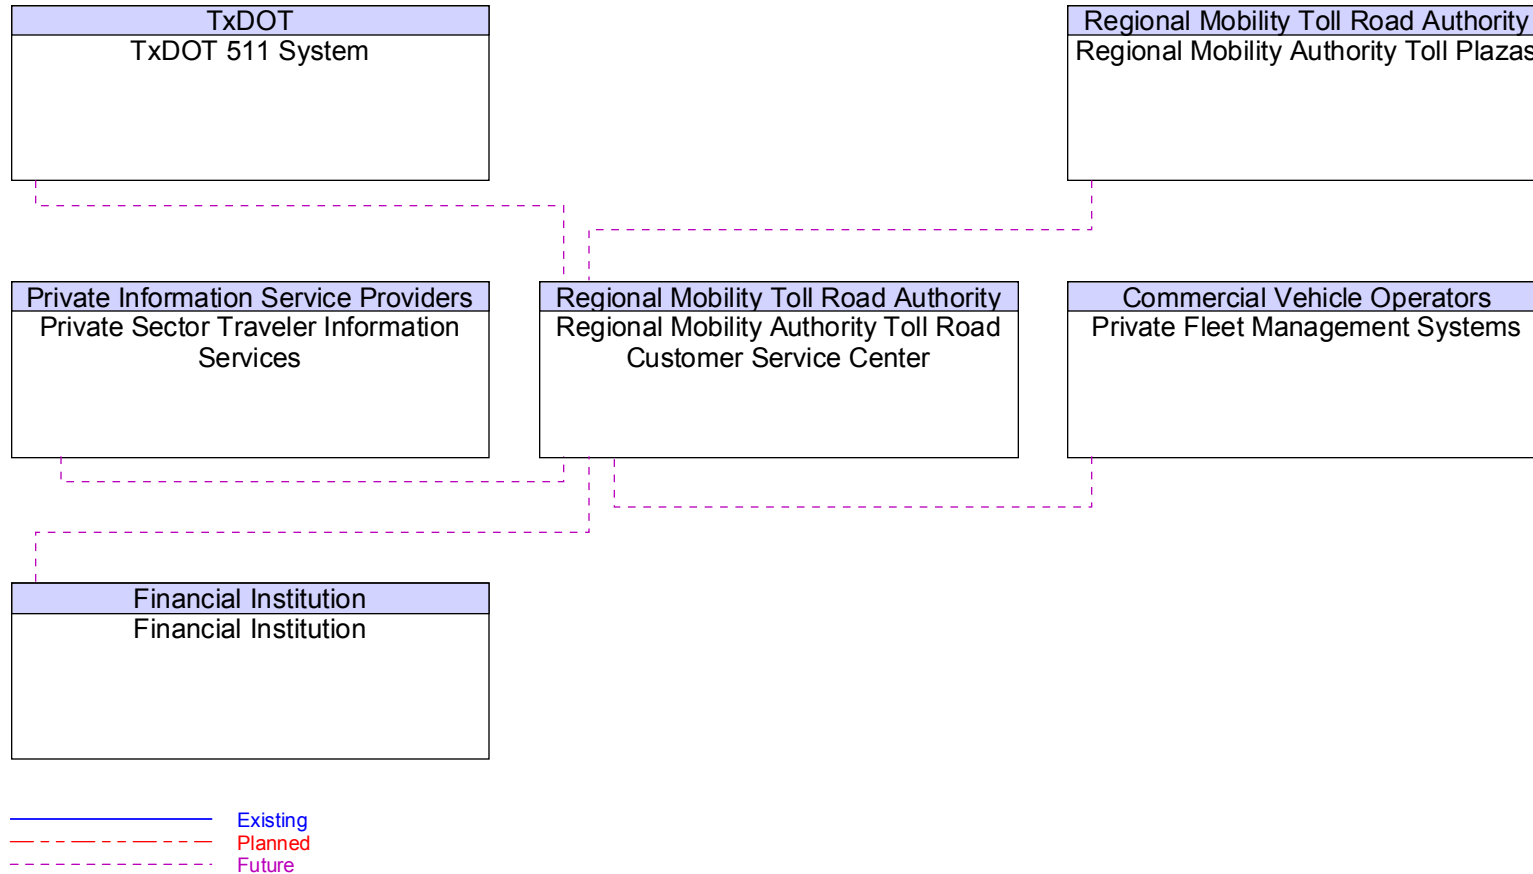 TxDOT
TxDOT 511 System
Regional Mobility Toll Road Authority
Regional Mobility Authority Toll Plazas
Private Information Service Providers
Private Sector Traveler Information
Services
Regional Mobility Toll Road Authority
Regional Mobility Authority Toll Road
Customer Service Center
Commercial Vehicle Operators
Private Fleet Management Systems
Financial Institution
Financial Institution
Existing
Planned
Future